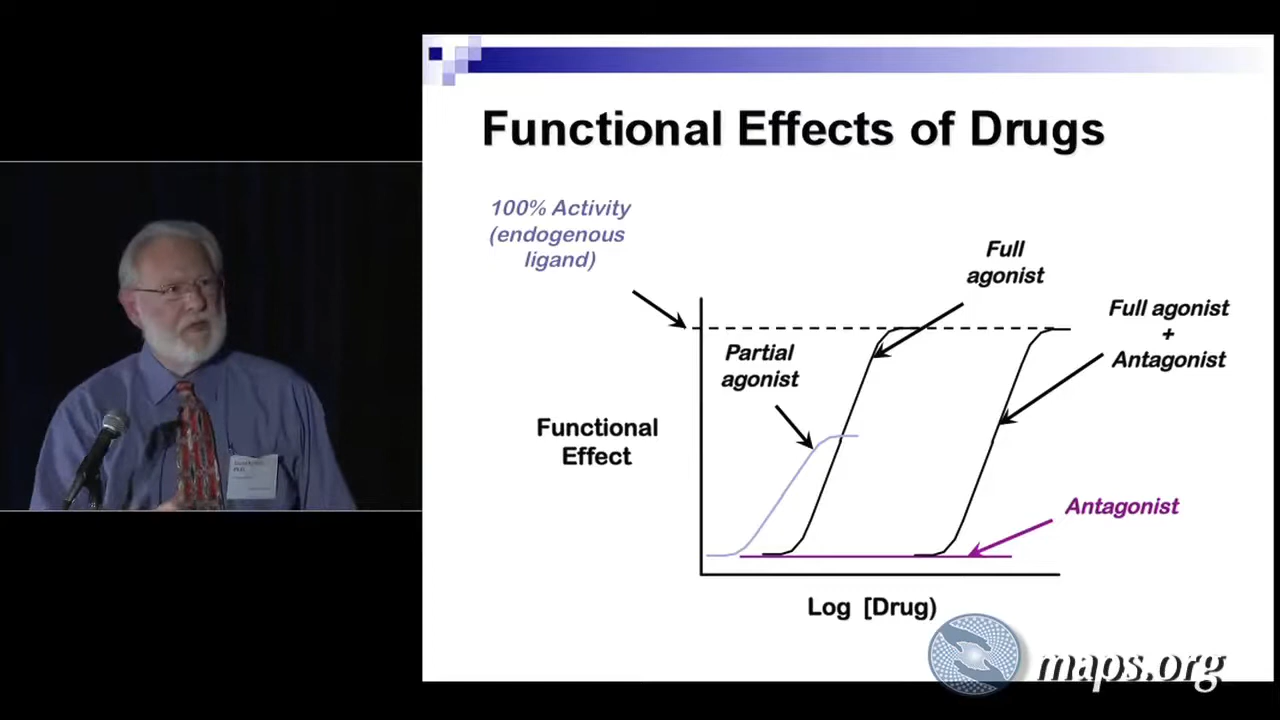 Functional Effects of Drugs
100% Activity
(endogenous
ligand)
Full
agonist
Full agonist
+
Antagonist
Partial
agonist
Functional
Effect
Antagonist
Log [Drug)
maps.org